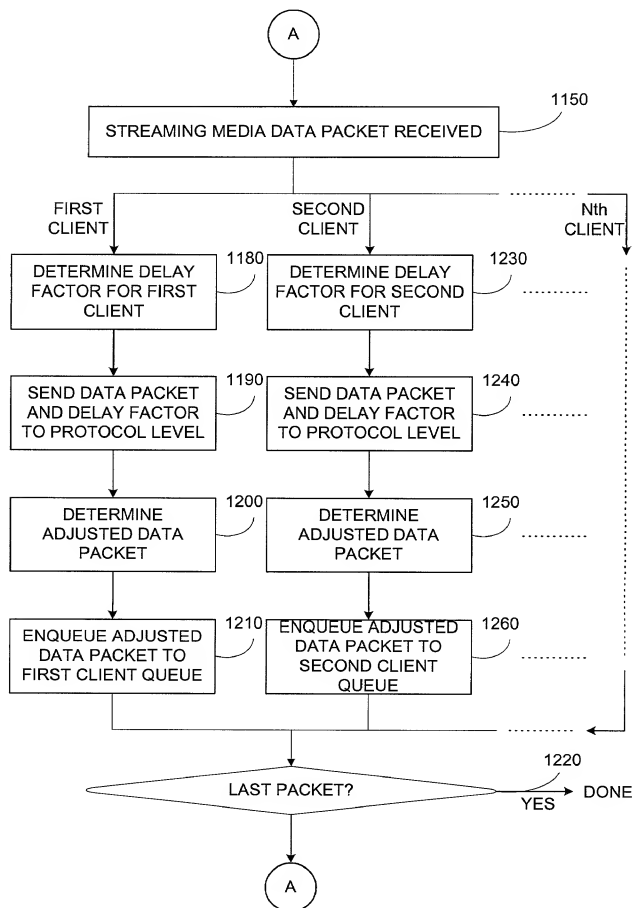 A
1150
STREAMING MEDIA DATA PACKET RECEIVED
FIRST
CLIENT
SECOND
CLIENT
Nth
CLIENT
1180
DETERMINE DELAY
FACTOR FOR FIRST
CLIENT
1230
DETERMINE DELAY
FACTOR FOR SECOND
CLIENT
1190
SEND DATA PACKET
AND DELAY FACTOR
TO PROTOCOL LEVEL
1240
SEND DATA PACKET
AND DELAY FACTOR
TO PROTOCOL LEVEL
1200
DETERMINE
ADJUSTED DATA
PACKET
1250
DETERMINE
ADJUSTED DATA
PACKET
1210
ENQUEUE ADJUSTED
DATA PACKET TO
FIRST CLIENT QUEUE
1260
ENQUEUE ADJUSTED
DATA PACKET TO
SECOND CLIENT
QUEUE
1220
LAST PACKET?
YES
DONE
A